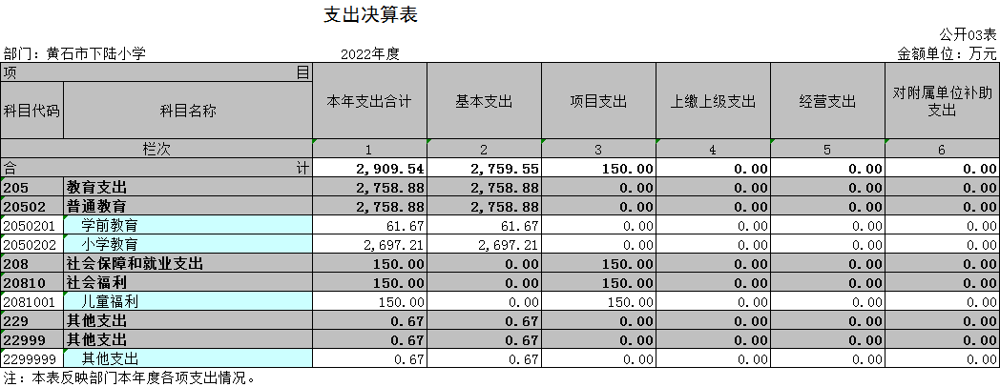 支出决算表
公开03表
部门：黄石市下陆小学 2022年度 金额单位：万元
项 目 本年支出合计 基本支出 项目支出 上缴上级支出 经营支出 对附属单位补助支出
科目代码 科目名称
栏次 1 2 3 4 5 6
合 计 2,909.54 2,759.55 150.00 0.00 0.00 0.00
205 教育支出 2,758.88 2,758.88 0.00 0.00 0.00 0.00
20502 普通教育 2,758.88 2,758.88 0.00 0.00 0.00 0.00
2050201 学前教育 61.67 61.67 0.00 0.00 0.00 0.00
2050202 小学教育 2,697.21 2,697.21 0.00 0.00 0.00 0.00
208 社会保障和就业支出 150.00 0.00 150.00 0.00 0.00 0.00
20810 社会福利 150.00 0.00 150.00 0.00 0.00 0.00
2081001 儿童福利 150.00 0.00 150.00 0.00 0.00 0.00
229 其他支出 0.67 0.67 0.00 0.00 0.00 0.00
22999 其他支出 0.67 0.67 0.00 0.00 0.00 0.00
2299999 其他支出 0.67 0.67 0.00 0.00 0.00 0.00
注：本表反映部门本年度各项支出情况。